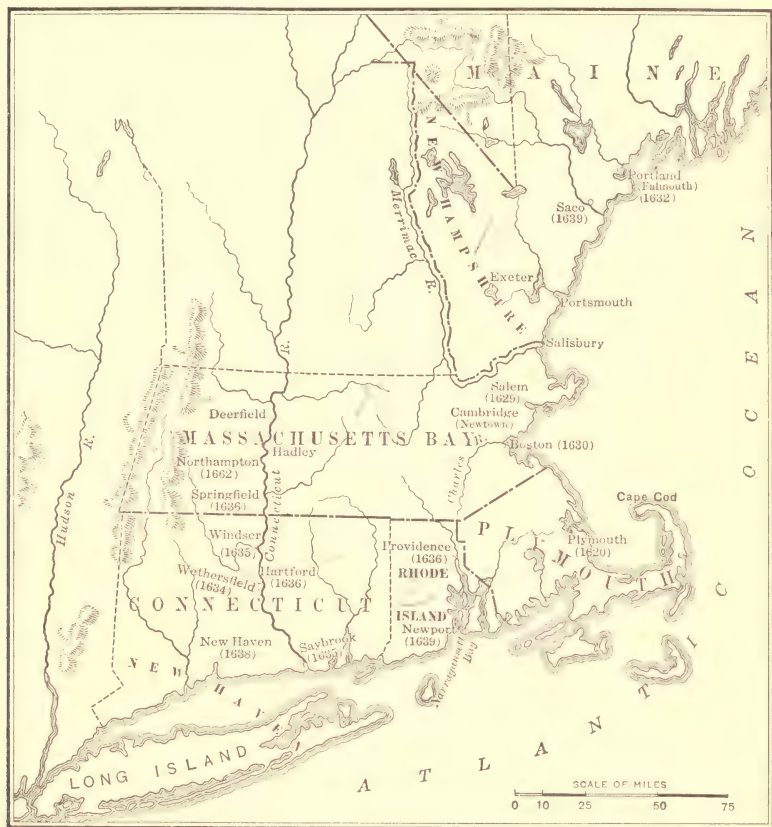 MAINE
NEW HAMPSHIRE
Portland
(Falmouth)
(1632)
Saco
(1639)
Merrimac R.
Exeter
Portsmouth
Salisbury
Salem
(1629)
Cambridge
(Newtown)
Boston (1630)
Charles R.
Deerfield
MASSACHUSETTS BAY
Hadley
Northampton
(1662)
Springfield
(1636)
Connecticut R.
Hudson R.
Cape Cod
PLYMOUTH
Plymouth
(1620)
Windsor
(1635)
Providence
(1636)
RHODE
ISLAND
Newport
(1639)
Hartford
(1636)
Wethersfield
(1634)
CONNECTICUT
New Haven
(1638)
Saybrook
(1635)
Narragansett
Bay
NEW HAVEN
LONG ISLAND
ATLANTIC
OCEAN
SCALE OF MILES
0 10 25 50 75